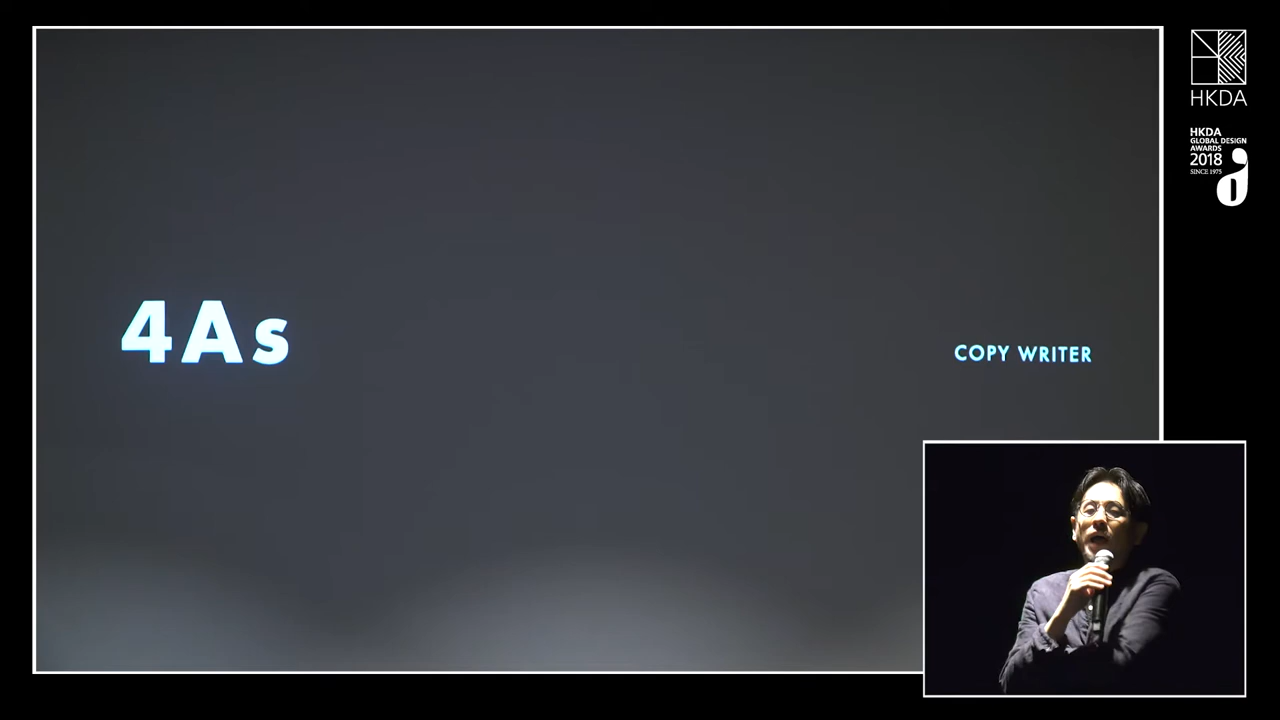 4As
COPY WRITER
HKDA
HKDA
GLOBAL DESIGN
AWARDS
2018
SINCE 1975